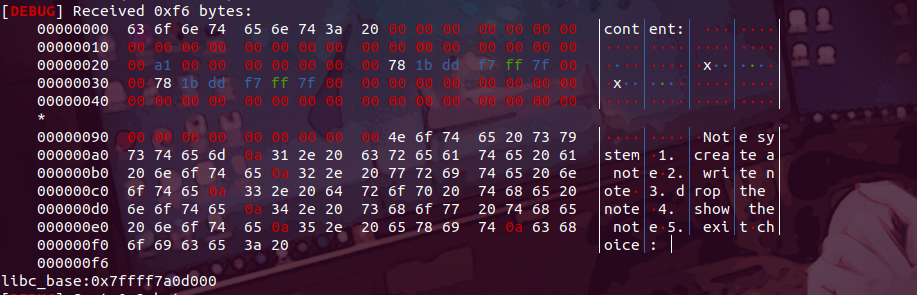 [DEBUG] Received 0xf6 bytes:
00000000 63 6f 6e 74 65 6e 74 3a 20 00 00 00 00 00 00 00 │cont│ent:│ ···│····│
00000010 00 00 00 00 00 00 00 00 00 00 00 00 00 00 00 00 │····│····│····│····│
00000020 00 a1 00 00 00 00 00 00 00 78 1b dd f7 ff 7f 00 │····│····│·x··│····│
00000030 00 78 1b dd f7 ff 7f 00 00 00 00 00 00 00 00 00 │·x··│····│····│····│
00000040 00 00 00 00 00 00 00 00 00 00 00 00 00 00 00 00 │····│····│····│····│
*
00000090 00 00 00 00 00 00 00 00 00 4e 6f 74 65 20 73 79 │····│····│·Not│e sy│
000000a0 73 74 65 6d 0a 31 2e 20 63 72 65 61 74 65 20 61 │stem│·1. │crea│te a│
000000b0 20 6e 6f 74 65 0a 32 2e 20 77 72 69 74 65 20 6e │ not│e·2.│ wri│te n│
000000c0 6f 74 65 0a 33 2e 20 64 72 6f 70 20 74 68 65 20 │ote·│3. d│rop │the │
000000d0 6e 6f 74 65 0a 34 2e 20 73 68 6f 77 20 74 68 65 │note│·4. │show│ the│
000000e0 20 6e 6f 74 65 0a 35 2e 20 65 78 69 74 0a 63 68 │ not│e·5.│ exi│t·ch│
000000f0 6f 69 63 65 3a 20 │oice│: │
000000f6
libc_base:0x7ffff7a0d000